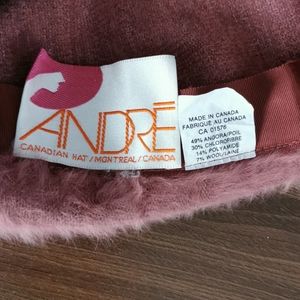 ANDRÉ
CANADIAN HAT/MONTREAL/CANADA
MADE IN CANADA
FABRIQUÉ AU CANADA
CA 01576
49% ANGORA/POIL
30% CHLOROFIBRE
14% POLYAMIDE
7% WOOL/LAINE